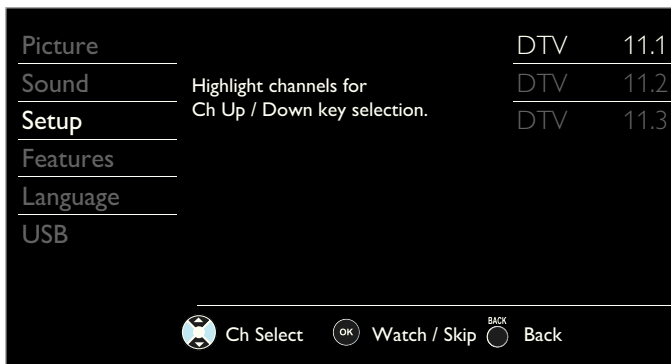 Picture
Sound
Setup
Features
Language
USB
Highlight channels for
Ch Up / Down key selection.
DTV 11.1
DTV 11.2
DTV 11.3
Ch Select OK Watch / Skip BACK Back